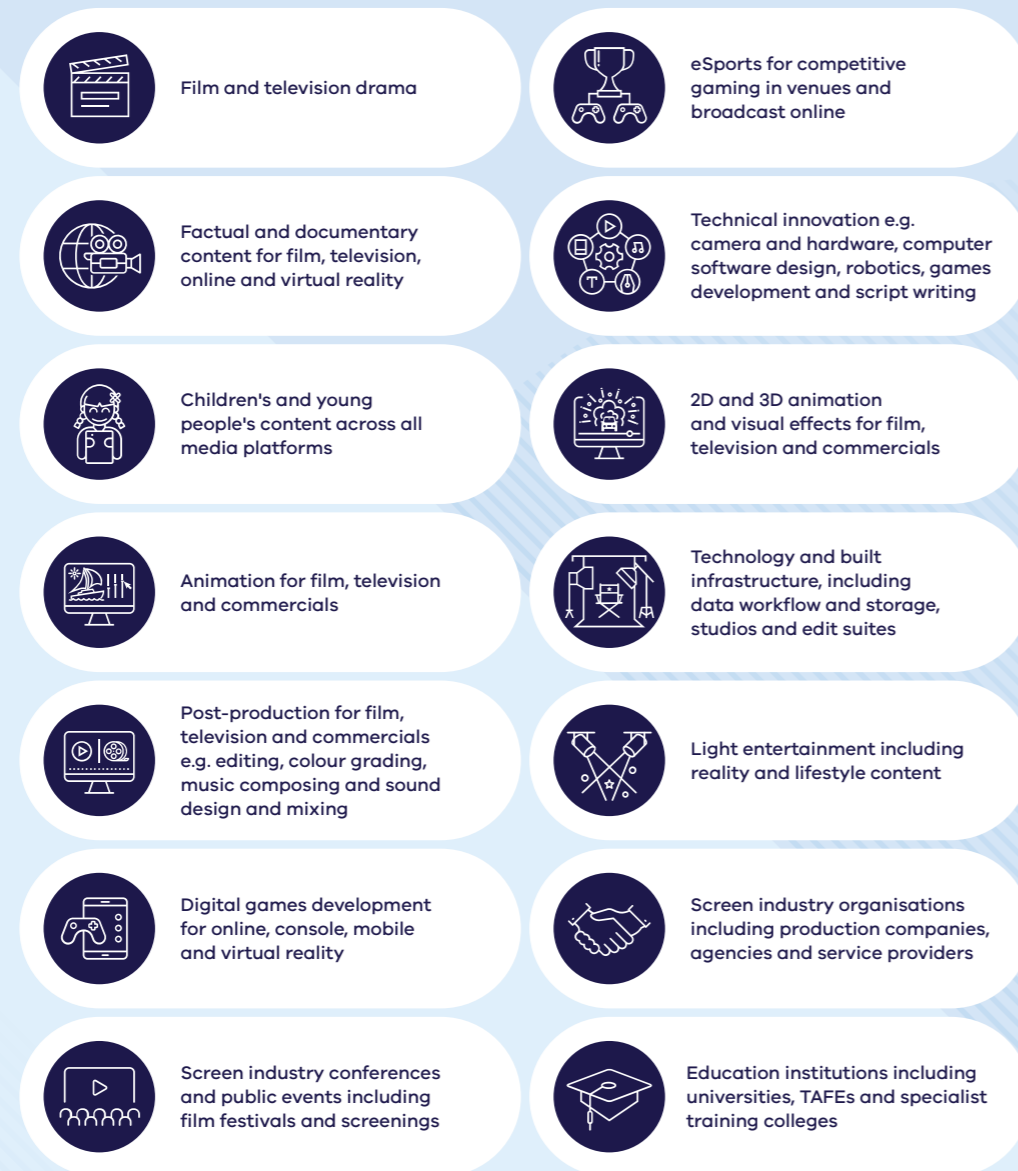 Film and television drama
eSports for competitive
gaming in venues and
broadcast online
Factual and documentary
content for film, television,
online and virtual reality
Technical innovation e.g.
camera and hardware, computer
software design, robotics, games
development and script writing
Children's and young
people's content across all
media platforms
2D and 3D animation
and visual effects for film,
television and commercials
Animation for film, television
and commercials
Technology and built
infrastructure, including
data workflow and storage,
studios and edit suites
Post-production for film,
television and commercials
e.g. editing, colour grading,
music composing and sound
design and mixing
Light entertainment including
reality and lifestyle content
Digital games development
for online, console, mobile
and virtual reality
Screen industry organisations
including production companies,
agencies and service providers
Screen industry conferences
and public events including
film festivals and screenings
Education institutions including
universities, TAFEs and specialist
training colleges